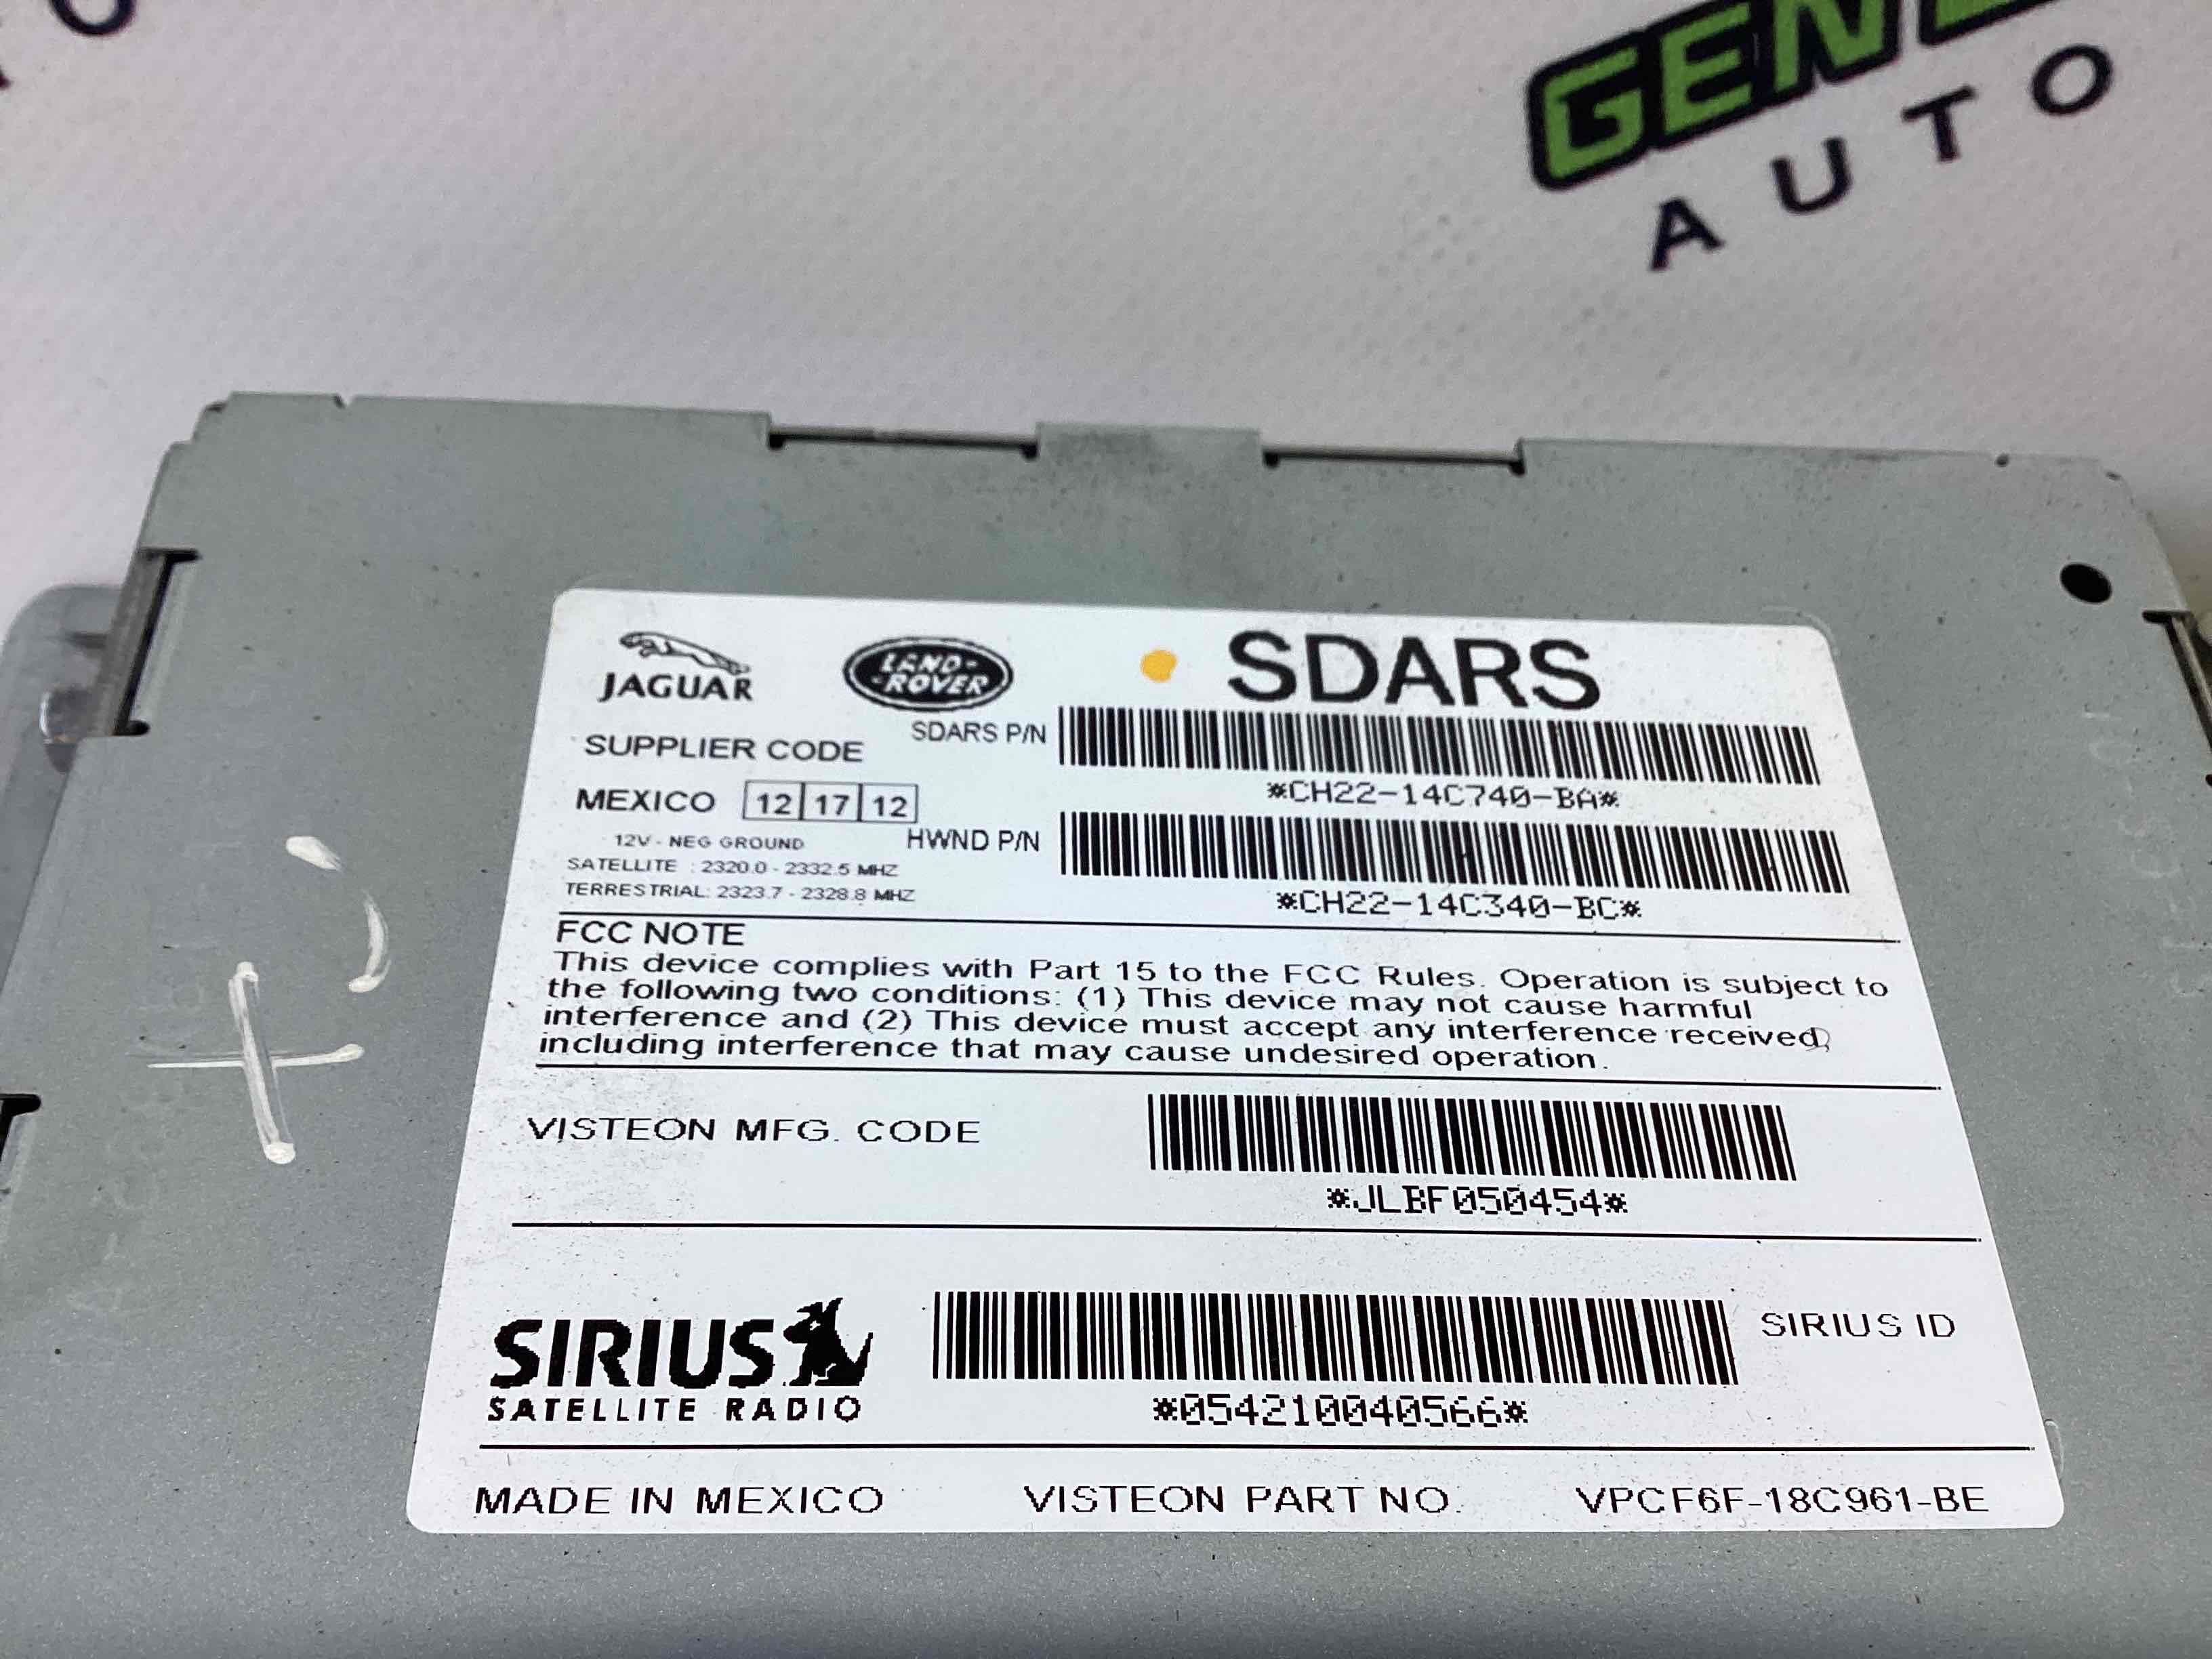 AUTO
JAGUAR
LAND-
-ROVER
SDARS
SUPPLIER CODE
SDARS P/N
*CH22-14C740-BA*
MEXICO 12 17 12
12V - NEG GROUND
HWND P/N
SATELLITE : 2320.0 - 2332.5 MHZ
TERRESTRIAL: 2323.7 - 2328.8 MHZ
*CH22-14C340-BC*
FCC NOTE
This device complies with Part 15 to the FCC Rules. Operation is subject to
the following two conditions: (1) This device may not cause harmful
interference and (2) This device must accept any interference received,
including interference that may cause undesired operation.
VISTEON MFG. CODE
*JLBF050454*
SIRIUS
SATELLITE RADIO
SIRIUS ID
*054210040566*
MADE IN MEXICO VISTEON PART NO. VPCF6F-18C961-BE